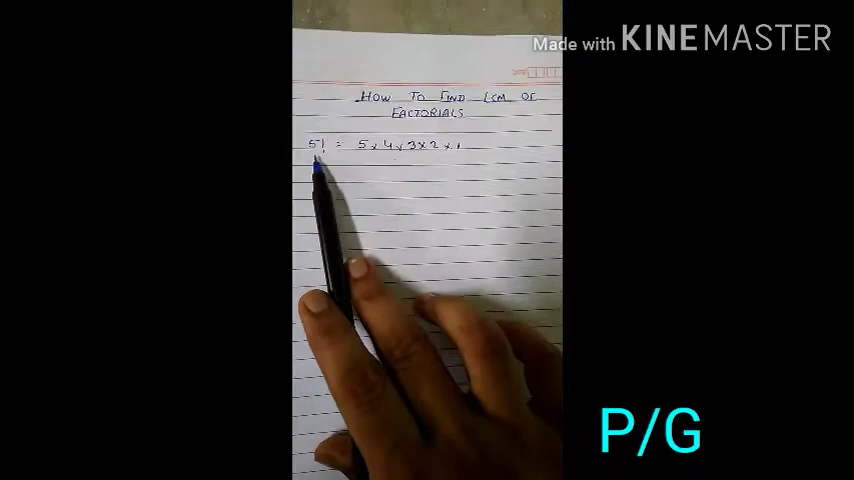 Made with KINEMASTER
HOW TO FIND LCM OF
FACTORIALS
5! = 5 x 4 x 3 x 2 x 1
P/G